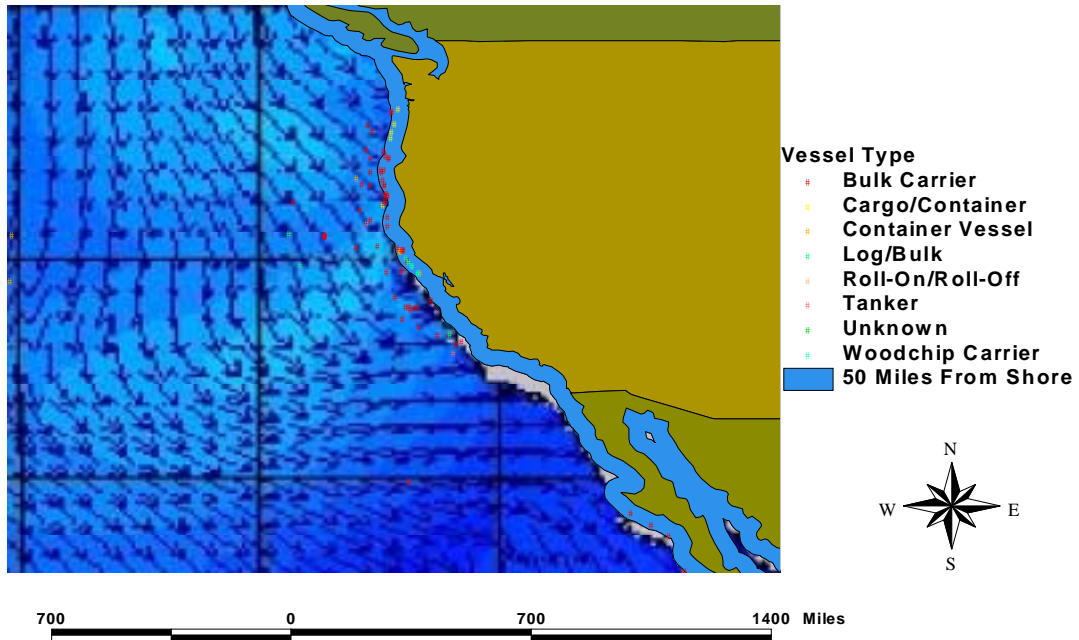 Vessel Type
# Bulk Carrier
# Cargo/Container
# Container Vessel
# Log/Bulk
# Roll-On/Roll-Off
# Tanker
# Unknown
# Woodchip Carrier
50 Miles From Shore
N
W E
S
700 0 700 1400 Miles